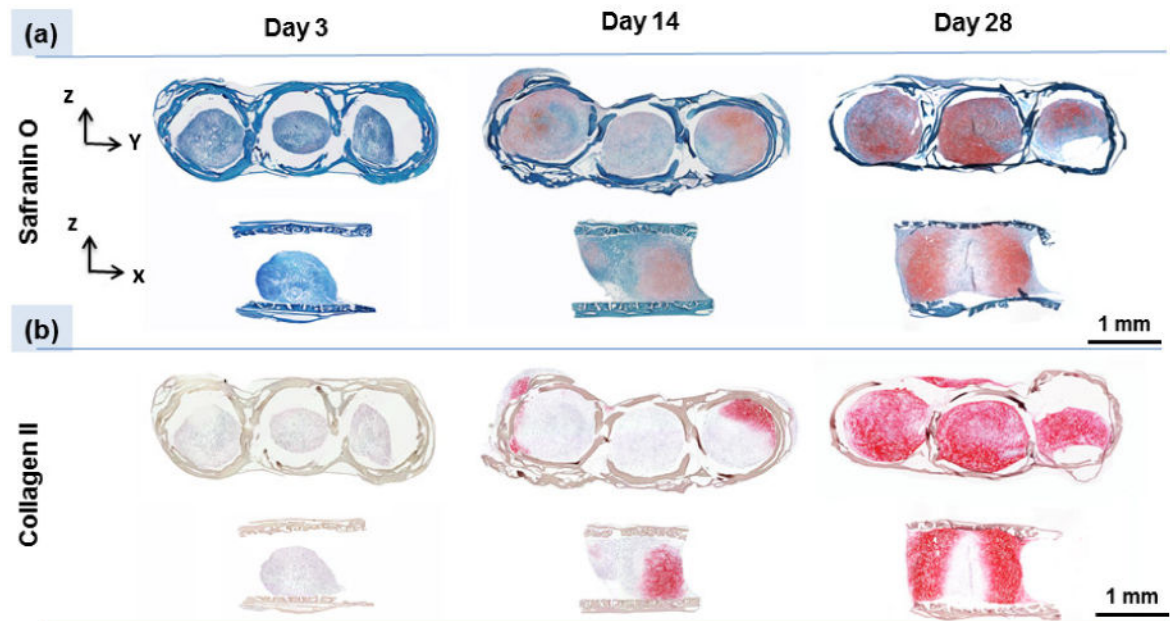 (a)
Day 3
Day 14
Day 28
Safranin O
Z
Y
Z
X
1 mm
(b)
Collagen II
1 mm